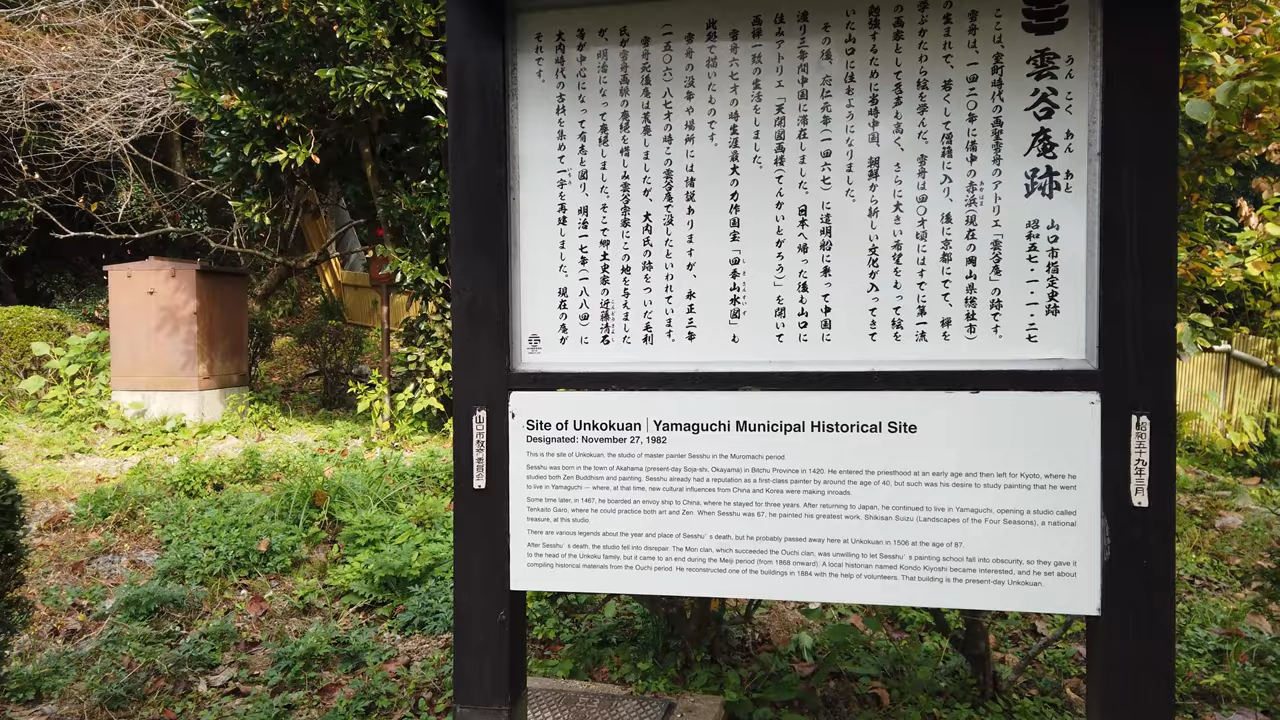 雲谷庵跡
うんこくあんあと
山口市指定史跡
昭和五七・一一・二七
ここは、室町時代の画聖雪舟のアトリエ「雲谷庵」の跡です。
雪舟は、一四二〇年に備中の赤浜(現在の岡山県総社市)
あかはま
の生まれで、若くして僧籍に入り、後に京都にでて、禅を
学ぶかたわら絵を学んだ。雪舟は四〇才頃にはすでに第一流
の画家として名声も高く、さらに大きい希望をもって絵を
勉強するために当時中国、朝鮮から新しい文化が入ってきて
いた山口に住むようになりました。
その後、応仁元年(一四六七)に遣明船に乗って中国に
渡り三年間中国に滞在しました。日本へ帰った後も山口に
住みアトリエ「天開図画楼(てんかいとがろう)」を開いて
画禅一致の生活をしました。
雪舟六七才の時生涯最大の力作国宝「四季山水図」も
しきさんすいず
此処で描いたものです。
雪舟の没年や場所には諸説ありますが、永正三年
(一五〇六)八七才の時この雲谷庵で没したといわれています。
雪舟死後庵は荒廃しましたが、大内氏の跡をついだ毛利
氏が雪舟画脈の廃絶を惜しみ雲谷宗家にこの地を与えました
が、明治になって廃絶しました。そこで郷土史家の近藤清石
こんどうきよし
等が中心になって有志と図り、明治一七年(一八八四)に
大内時代の古材を集めて一宇を再建しました。現在の庵が
いちう
それです。
山口市教育委員会
昭和五十九年三月
Site of Unkokuan | Yamaguchi Municipal Historical Site
Designated: November 27, 1982
This is the site of Unkokuan, the studio of master painter Sesshu in the Muromachi period.
Sesshu was born in the town of Akahama (present-day Soja-shi, Okayama) in Bitchu Province in 1420. He entered the priesthood at an early age and then left for Kyoto, where he
studied both Zen Buddhism and painting. Sesshu already had a reputation as a first-class painter by around the age of 40, but such was his desire to study painting that he went
to live in Yamaguchi — where, at that time, new cultural influences from China and Korea were making inroads.
Some time later, in 1467, he boarded an envoy ship to China, where he stayed for three years. After returning to Japan, he continued to live in Yamaguchi, opening a studio called
Tenkaito Garo, where he could practice both art and Zen. When Sesshu was 67, he painted his greatest work, Shikisan Suizu (Landscapes of the Four Seasons), a national
treasure, at this studio.
There are various legends about the year and place of Sesshu's death, but he probably passed away here at Unkokuan in 1506 at the age of 87.
After Sesshu's death, the studio fell into disrepair. The Mori clan, which succeeded the Ouchi clan, was unwilling to let Sesshu's painting school fall into obscurity, so they gave it
to the head of the Unkoku family, but it came to an end during the Meiji period (from 1868 onward). A local historian named Kondo Kiyoshi became interested, and he set about
compiling historical materials from the Ouchi period. He reconstructed one of the buildings in 1884 with the help of volunteers. That building is the present-day Unkokuan.